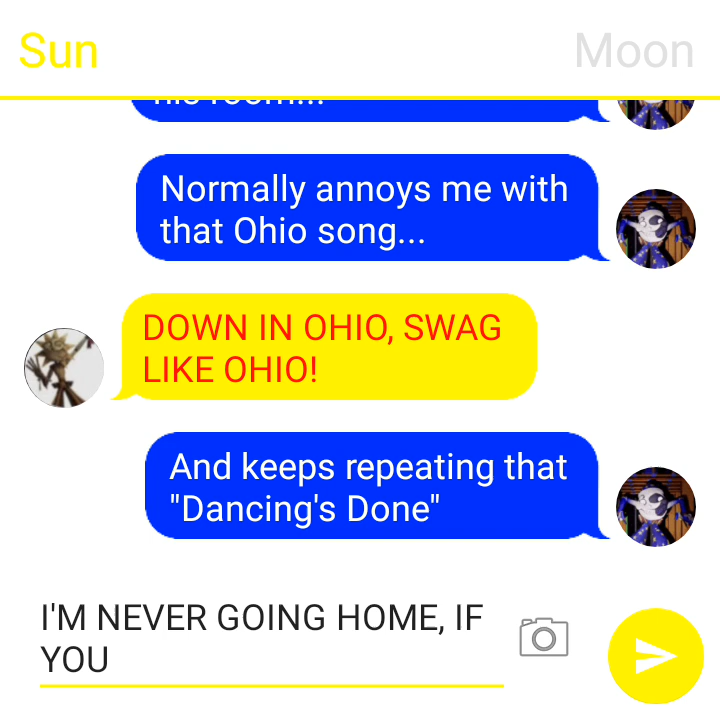 Sun
Moon
Normally annoys me with
that Ohio song...
DOWN IN OHIO, SWAG
LIKE OHIO!
And keeps repeating that
"Dancing's Done"
I'M NEVER GOING HOME, IF
YOU